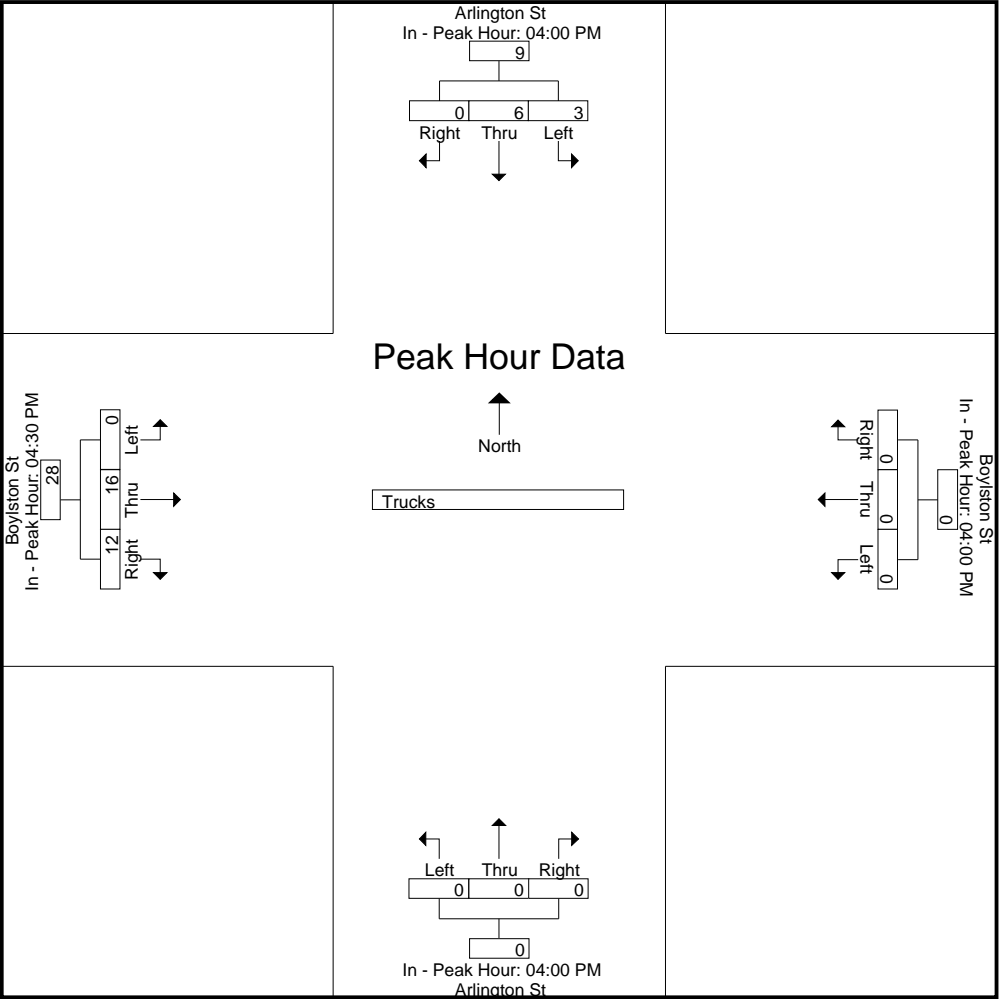 Arlington St
In - Peak Hour: 04:00 PM
9
0 6 3
Right Thru Left
Peak Hour Data
North
Trucks
Boylston St
In - Peak Hour: 04:30 PM
28
0 16 12
Left Thru Right
Boylston St
In - Peak Hour: 04:00 PM
0
0 0 0
Right Thru Left
Left Thru Right
0 0 0
0
In - Peak Hour: 04:00 PM
Arlington St